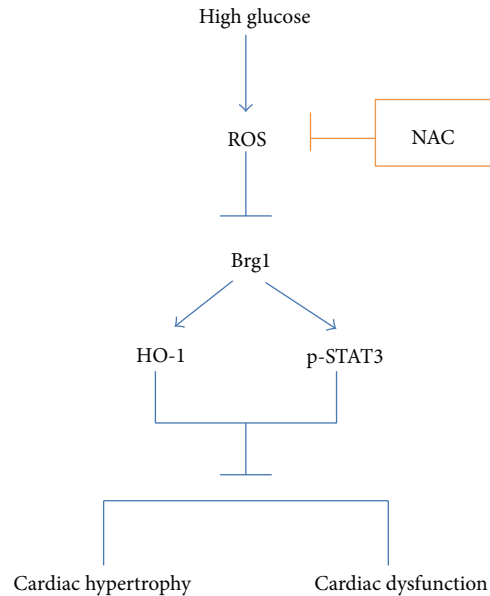 High glucose
ROS
NAC
Brg1
HO-1
p-STAT3
Cardiac hypertrophy
Cardiac dysfunction